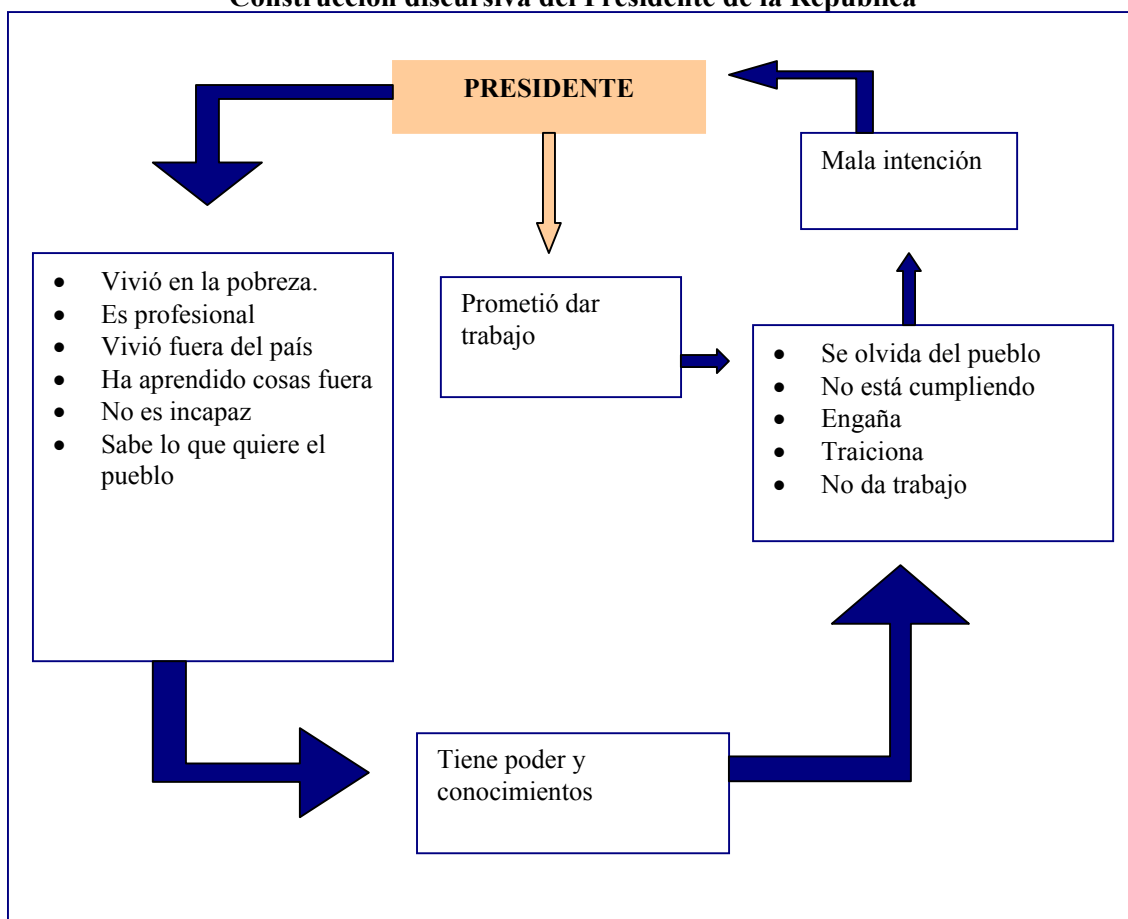 Construcción discursiva del Presidente de la República
PRESIDENTE
Mala intención
• Vivió en la pobreza.
• Es profesional
• Vivió fuera del país
• Ha aprendido cosas fuera
• No es incapaz
• Sabe lo que quiere el
pueblo
Prometió dar
trabajo
• Se olvida del pueblo
• No está cumpliendo
• Engaña
• Traiciona
• No da trabajo
Tiene poder y
conocimientos